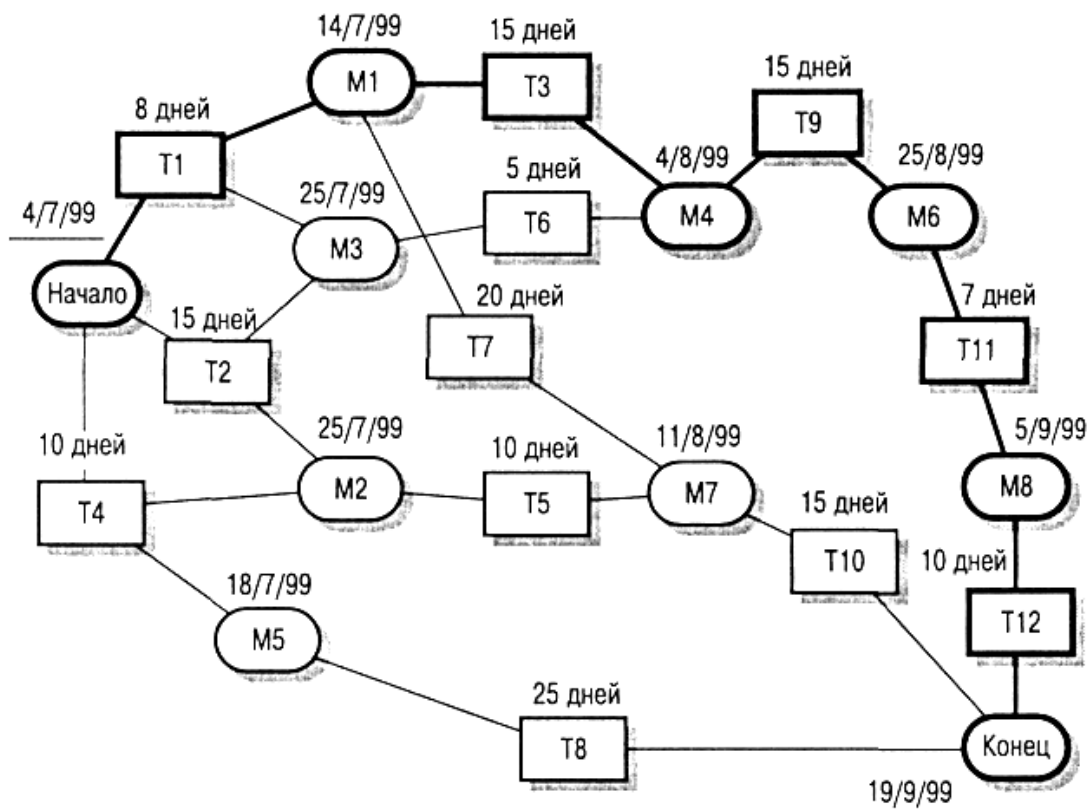 14/7/99
15 дней
M1
T3
15 дней
T9
8 дней
T1
5 дней
4/8/99
25/8/99
4/7/99
25/7/99
M3
T6
M4
M6
Начало
15 дней
20 дней
7 дней
T2
T7
T11
10 дней
25/7/99
10 дней
11/8/99
5/9/99
T4
M2
T5
M7
M8
15 дней
10 дней
T10
18/7/99
M5
T12
25 дней
T8
Конец
19/9/99